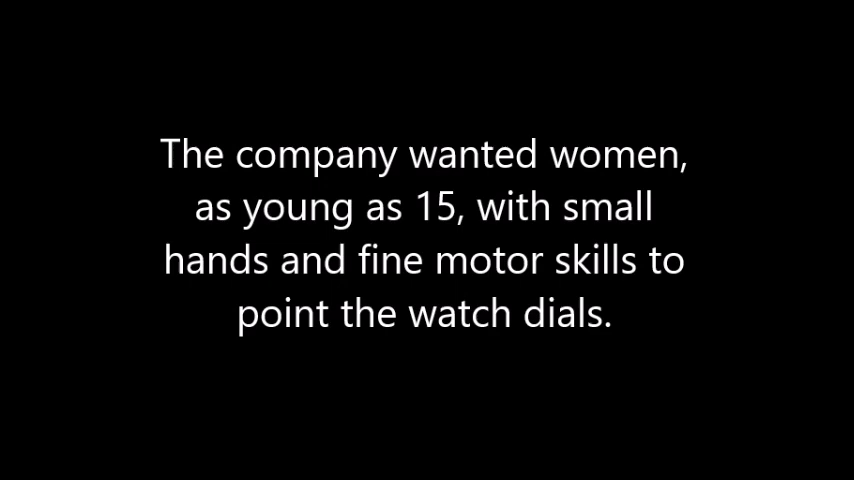 The company wanted women,
as young as 15, with small
hands and fine motor skills to
point the watch dials.